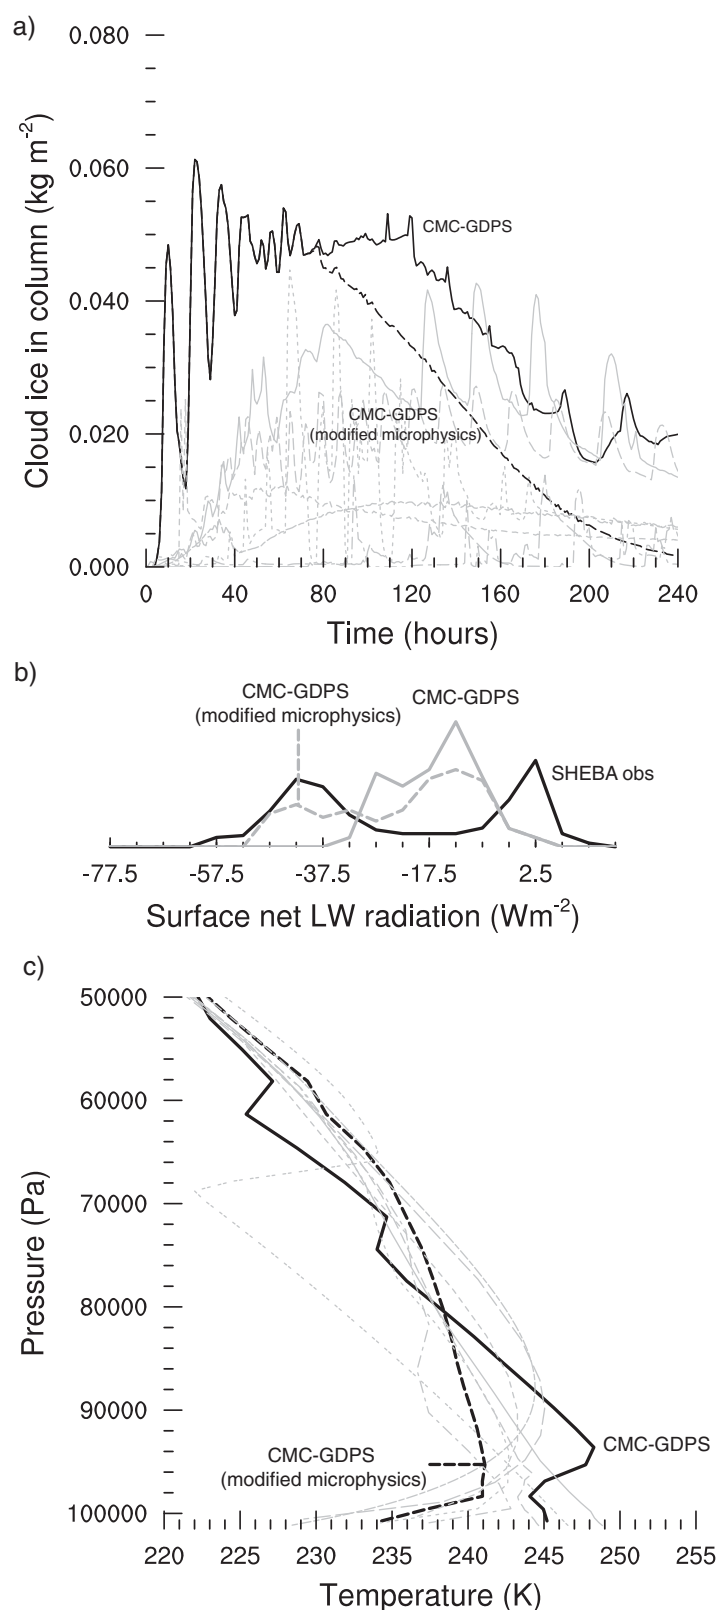 a)
0.080
0.060
0.040
0.020
0.000
Cloud ice in column (kg m-2)
CMC-GDPS
CMC-GDPS
(modified microphysics)
0 40 80 120 160 200 240
Time (hours)
b)
CMC-GDPS
(modified microphysics)
CMC-GDPS
SHEBA obs
-77.5 -57.5 -37.5 -17.5 2.5
Surface net LW radiation (Wm-2)
c)
50000
60000
70000
80000
90000
100000
Pressure (Pa)
CMC-GDPS
CMC-GDPS
(modified microphysics)
220 225 230 235 240 245 250 255
Temperature (K)